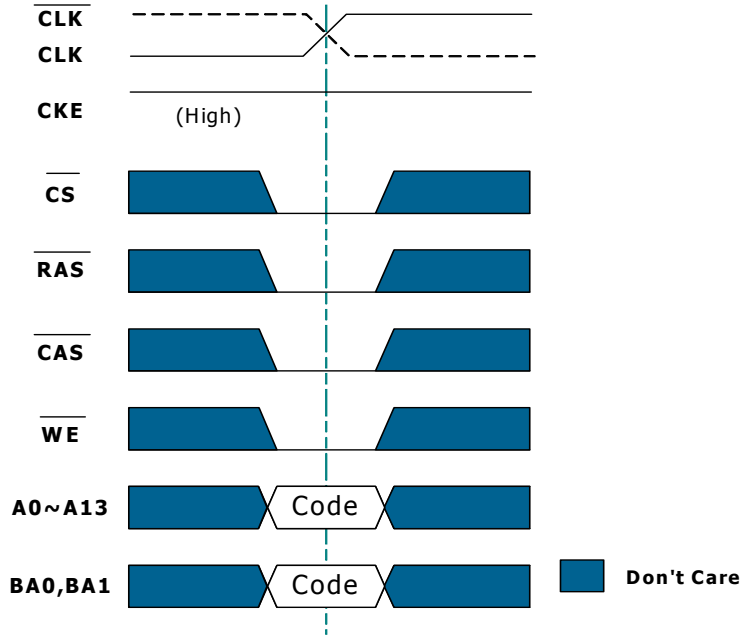 CLK
CLK
CKE
(High)
CS
RAS
CAS
WE
A0~A13
Code
BA0,BA1
Code
Don't Care